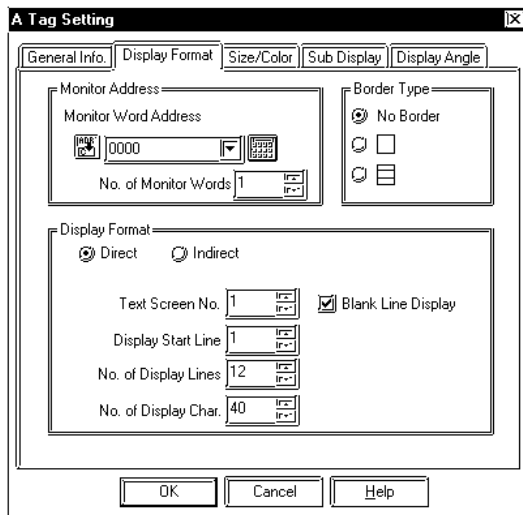 A Tag Setting
General Info. Display Format Size/Color Sub Display Display Angle
Monitor Address
Monitor Word Address
0000
No. of Monitor Words 1
Border Type
No Border
Display Format
Direct Indirect
Text Screen No. 1 Blank Line Display
Display Start Line 1
No. of Display Lines 12
No. of Display Char. 40
OK Cancel Help